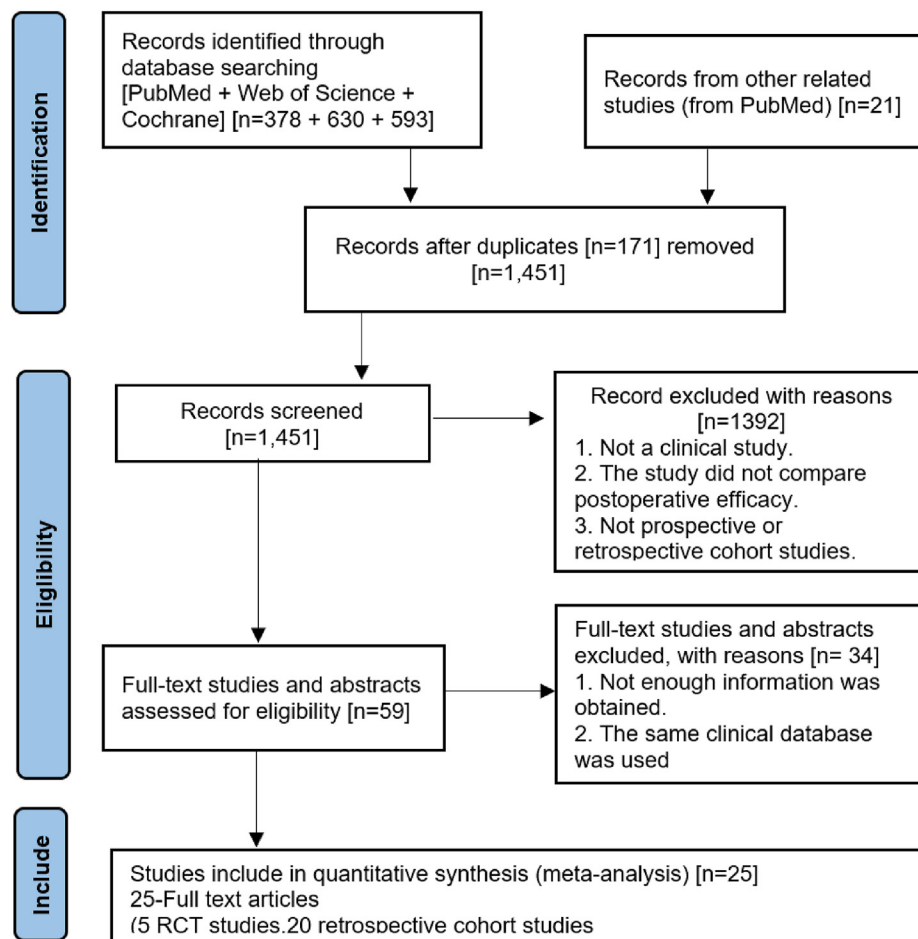 Identification
Records identified through
database searching
[PubMed + Web of Science +
Cochrane] [n=378 + 630 + 593]
Records from other related
studies (from PubMed) [n=21]
Records after duplicates [n=171] removed
[n=1,451]
Eliglibility
Records screened
[n=1,451]
Record excluded with reasons
[n=1392]
1. Not a clinical study.
2. The study did not compare
postoperative efficacy.
3. Not prospective or
retrospective cohort studies.
Full-text studies and abstracts
assessed for eligibility [n=59]
Full-text studies and abstracts
excluded, with reasons [n= 34]
1. Not enough information was
obtained.
2. The same clinical database
was used
Include
Studies include in quantitative synthesis (meta-analysis) [n=25]
25-Full text articles
(5 RCT studies,20 retrospective cohort studies